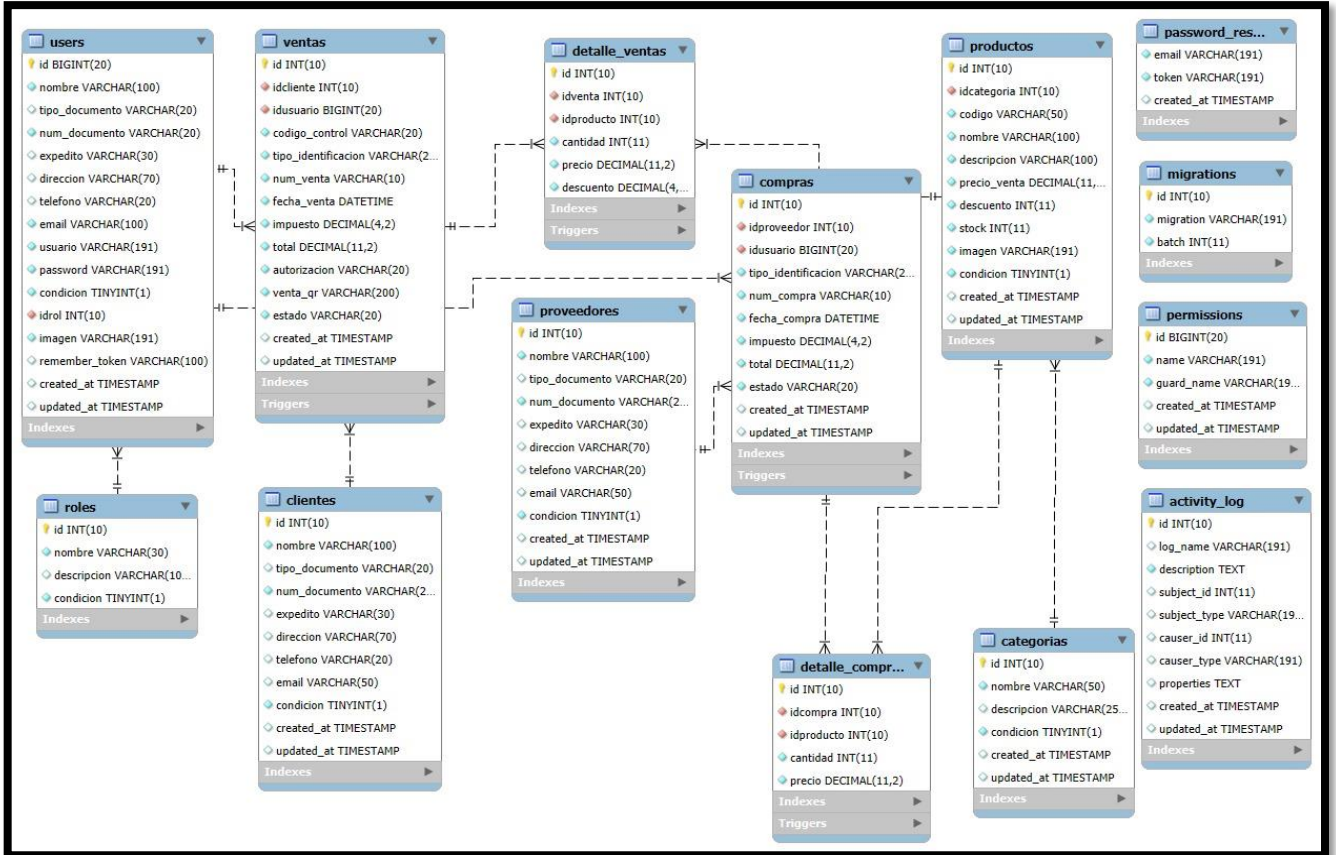 users
id BIGINT(20)
nombre VARCHAR(100)
tipo_documento VARCHAR(20)
num_documento VARCHAR(20)
expedito VARCHAR(30)
direccion VARCHAR(70)
telefono VARCHAR(20)
email VARCHAR(100)
usuario VARCHAR(191)
password VARCHAR(191)
condicion TINYINT(1)
idrol INT(10)
imagen VARCHAR(191)
remember_token VARCHAR(100)
created_at TIMESTAMP
updated_at TIMESTAMP
Indexes
roles
id INT(10)
nombre VARCHAR(30)
descripcion VARCHAR(10...
condicion TINYINT(1)
Indexes
ventas
id INT(10)
idcliente INT(10)
idusuario BIGINT(20)
codigo_control VARCHAR(20)
tipo_identificacion VARCHAR(2...
num_venta VARCHAR(10)
fecha_venta DATETIME
impuesto DECIMAL(4,2)
total DECIMAL(11,2)
autorizacion VARCHAR(20)
venta_qr VARCHAR(200)
estado VARCHAR(20)
created_at TIMESTAMP
updated_at TIMESTAMP
Indexes
Triggers
clientes
id INT(10)
nombre VARCHAR(100)
tipo_documento VARCHAR(20)
num_documento VARCHAR(2...
expedito VARCHAR(30)
direccion VARCHAR(70)
telefono VARCHAR(20)
email VARCHAR(50)
condicion TINYINT(1)
created_at TIMESTAMP
updated_at TIMESTAMP
Indexes
detalle_ventas
id INT(10)
idventa INT(10)
idproducto INT(10)
cantidad INT(11)
precio DECIMAL(11,2)
descuento DECIMAL(4,...
Indexes
Triggers
proveedores
id INT(10)
nombre VARCHAR(100)
tipo_documento VARCHAR(20)
num_documento VARCHAR(2...
expedito VARCHAR(30)
direccion VARCHAR(70)
telefono VARCHAR(20)
email VARCHAR(50)
condicion TINYINT(1)
created_at TIMESTAMP
updated_at TIMESTAMP
Indexes
compras
id INT(10)
idproveedor INT(10)
idusuario BIGINT(20)
tipo_identificacion VARCHAR(2...
num_compra VARCHAR(10)
fecha_compra DATETIME
impuesto DECIMAL(4,2)
total DECIMAL(11,2)
estado VARCHAR(20)
created_at TIMESTAMP
updated_at TIMESTAMP
Indexes
Triggers
detalle_compr...
id INT(10)
idcompra INT(10)
idproducto INT(10)
cantidad INT(11)
precio DECIMAL(11,2)
Indexes
Triggers
productos
id INT(10)
idcategoria INT(10)
codigo VARCHAR(50)
nombre VARCHAR(100)
descripcion VARCHAR(100)
precio_venta DECIMAL(11,...
descuento INT(11)
stock INT(11)
imagen VARCHAR(191)
condicion TINYINT(1)
created_at TIMESTAMP
updated_at TIMESTAMP
Indexes
categorias
id INT(10)
nombre VARCHAR(50)
descripcion VARCHAR(25...
condicion TINYINT(1)
created_at TIMESTAMP
updated_at TIMESTAMP
Indexes
password_res...
email VARCHAR(191)
token VARCHAR(191)
created_at TIMESTAMP
Indexes
migrations
id INT(10)
migration VARCHAR(191)
batch INT(11)
Indexes
permissions
id BIGINT(20)
name VARCHAR(191)
guard_name VARCHAR(19...
created_at TIMESTAMP
updated_at TIMESTAMP
Indexes
activity_log
id INT(10)
log_name VARCHAR(191)
description TEXT
subject_id INT(11)
subject_type VARCHAR(19...
causer_id INT(11)
causer_type VARCHAR(191)
properties TEXT
created_at TIMESTAMP
updated_at TIMESTAMP
Indexes